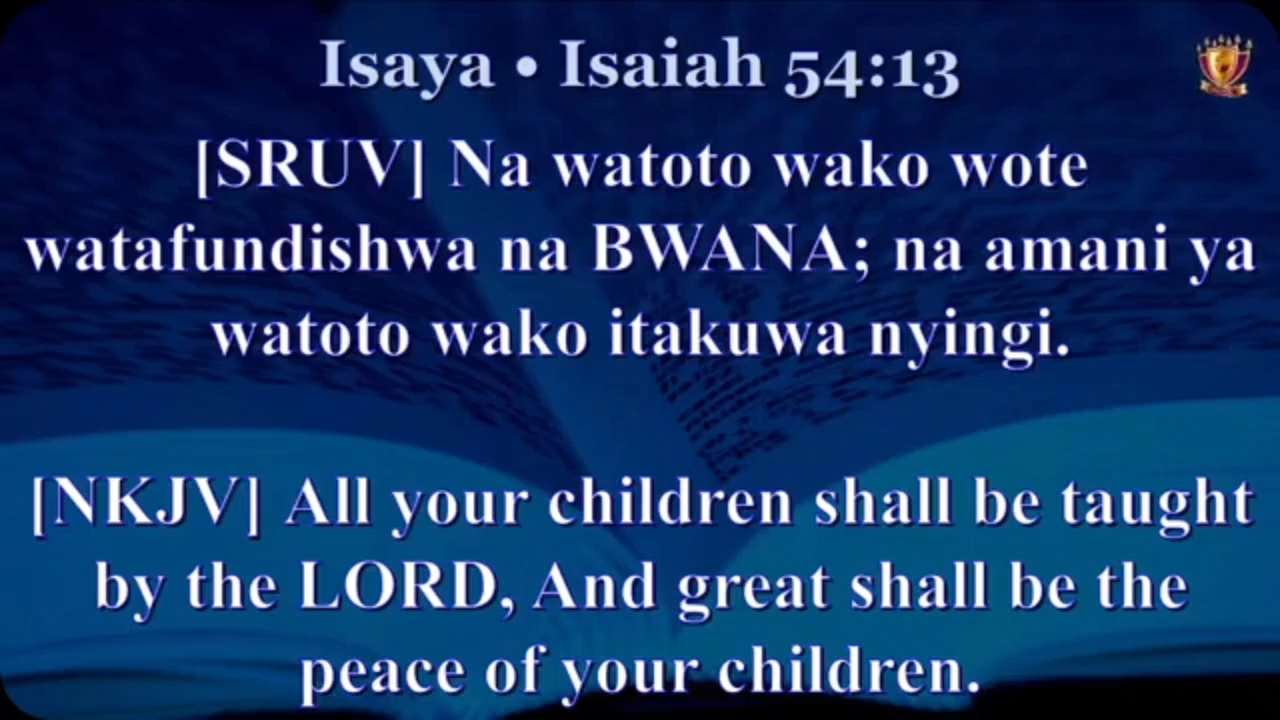 Isaya • Isaiah 54:13
[SRUV] Na watoto wako wote
watafundishwa na BWANA; na amani ya
watoto wako itakuwa nyingi.
[NKJV] All your children shall be taught
by the LORD, And great shall be the
peace of your children.